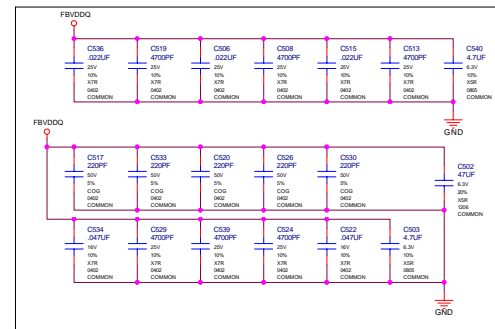 FBVDDQ
C536
.022UF
25V
10%
X7R
0402
COMMON
C519
4700PF
25V
10%
X7R
0402
COMMON
C506
.022UF
25V
10%
X7R
0402
COMMON
C508
4700PF
25V
10%
X7R
0402
COMMON
C515
.022UF
25V
10%
X7R
0402
COMMON
C513
4700PF
25V
10%
X7R
0402
COMMON
C540
4.7UF
6.3V
10%
X5R
0805
COMMON
GND
FBVDDQ
C517
220PF
50V
5%
COG
0402
COMMON
C533
220PF
50V
5%
COG
0402
COMMON
C520
220PF
50V
5%
COG
0402
COMMON
C526
220PF
50V
5%
COG
0402
COMMON
C530
220PF
50V
5%
COG
0402
COMMON
C502
47UF
6.3V
20%
X5R
1206
COMMON
C534
.047UF
16V
10%
X7R
0402
COMMON
C529
4700PF
25V
10%
X7R
0402
COMMON
C539
4700PF
25V
10%
X7R
0402
COMMON
C524
4700PF
25V
10%
X7R
0402
COMMON
C522
.047UF
16V
10%
X7R
0402
COMMON
C503
4.7UF
6.3V
10%
X5R
0805
COMMON
GND